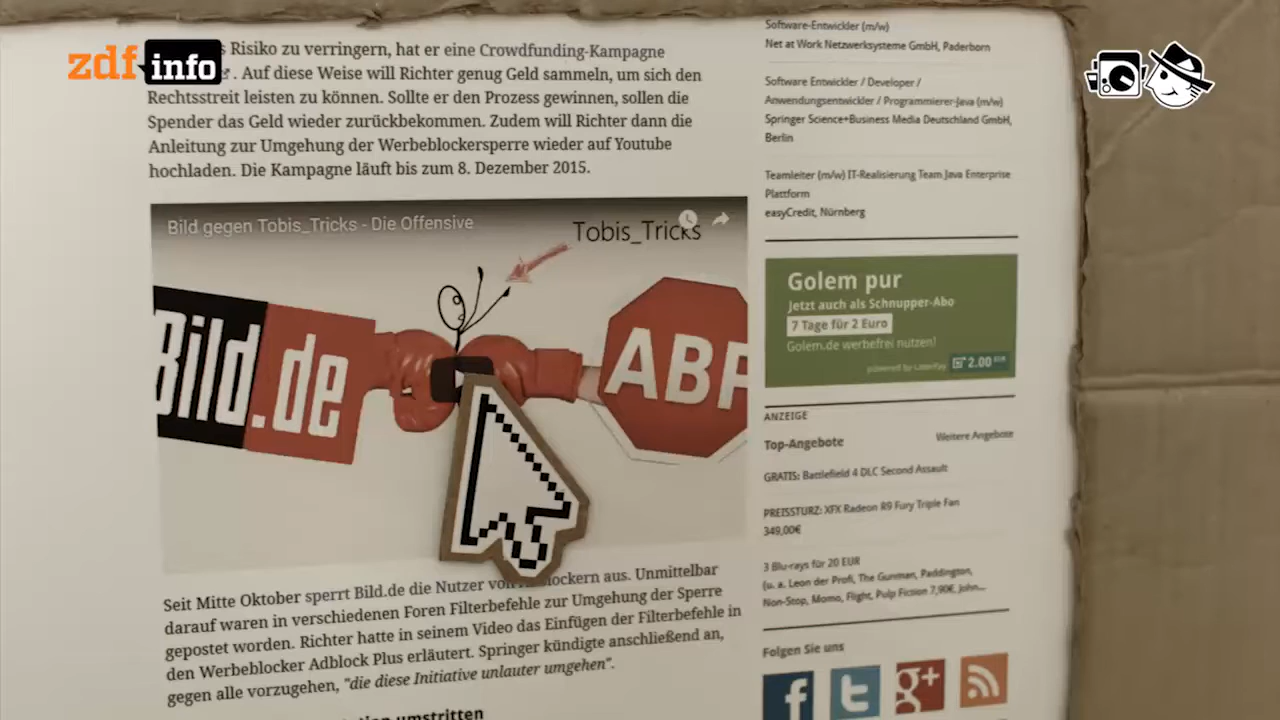 zdf info
Risiko zu verringern, hat er eine Crowdfunding-Kampagne
. Auf diese Weise will Richter genug Geld sammeln, um sich den
Rechtsstreit leisten zu können. Sollte er den Prozess gewinnen, sollen die
Spender das Geld wieder zurückbekommen. Zudem will Richter dann die
Anleitung zur Umgehung der Werbeblockersperre wieder auf Youtube
hochladen. Die Kampagne läuft bis zum 8. Dezember 2015.
Bild gegen Tobis_Tricks - Die Offensive
Tobis_Tricks
Bild.de
ABP
Seit Mitte Oktober sperrt Bild.de die Nutzer von blockern aus. Unmittelbar
darauf waren in verschiedenen Foren Filterbefehle zur Umgehung der Sperre
gepostet worden. Richter hatte in seinem Video das Einfügen der Filterbefehle in
den Werbeblocker Adblock Plus erläutert. Springer kündigte anschließend an,
gegen alle vorzugehen, "die diese Initiative unlauter umgehen".
umstritten
Software-Entwickler (m/w)
Net at Work Netzwerksysteme GmbH, Paderborn
Software Entwickler / Developer /
Anwendungsentwickler / Programmierer-Java (m/w)
Springer Science+Business Media Deutschland GmbH,
Berlin
Teamleiter (m/w) IT-Realisierung Team Java Enterprise
Plattform
easyCredit, Nürnberg
Golem pur
Jetzt auch als Schnupper-Abo
7 Tage für 2 Euro
Golem.de werbefrei nutzen!
powered by LaterPay 2.00 EUR
ANZEIGE
Top-Angebote Weitere Angebote
GRATIS: Battlefield 4 DLC Second Assault
PREISSTURZ: XFX Radeon R9 Fury Triple Fan
349,00€
3 Blu-rays für 20 EUR
(u. a. Leon der Profi, The Gunman, Paddington,
Non-Stop, Momo, Flight, Pulp Fiction 7,90€, John...
Folgen Sie uns
f
t
g+